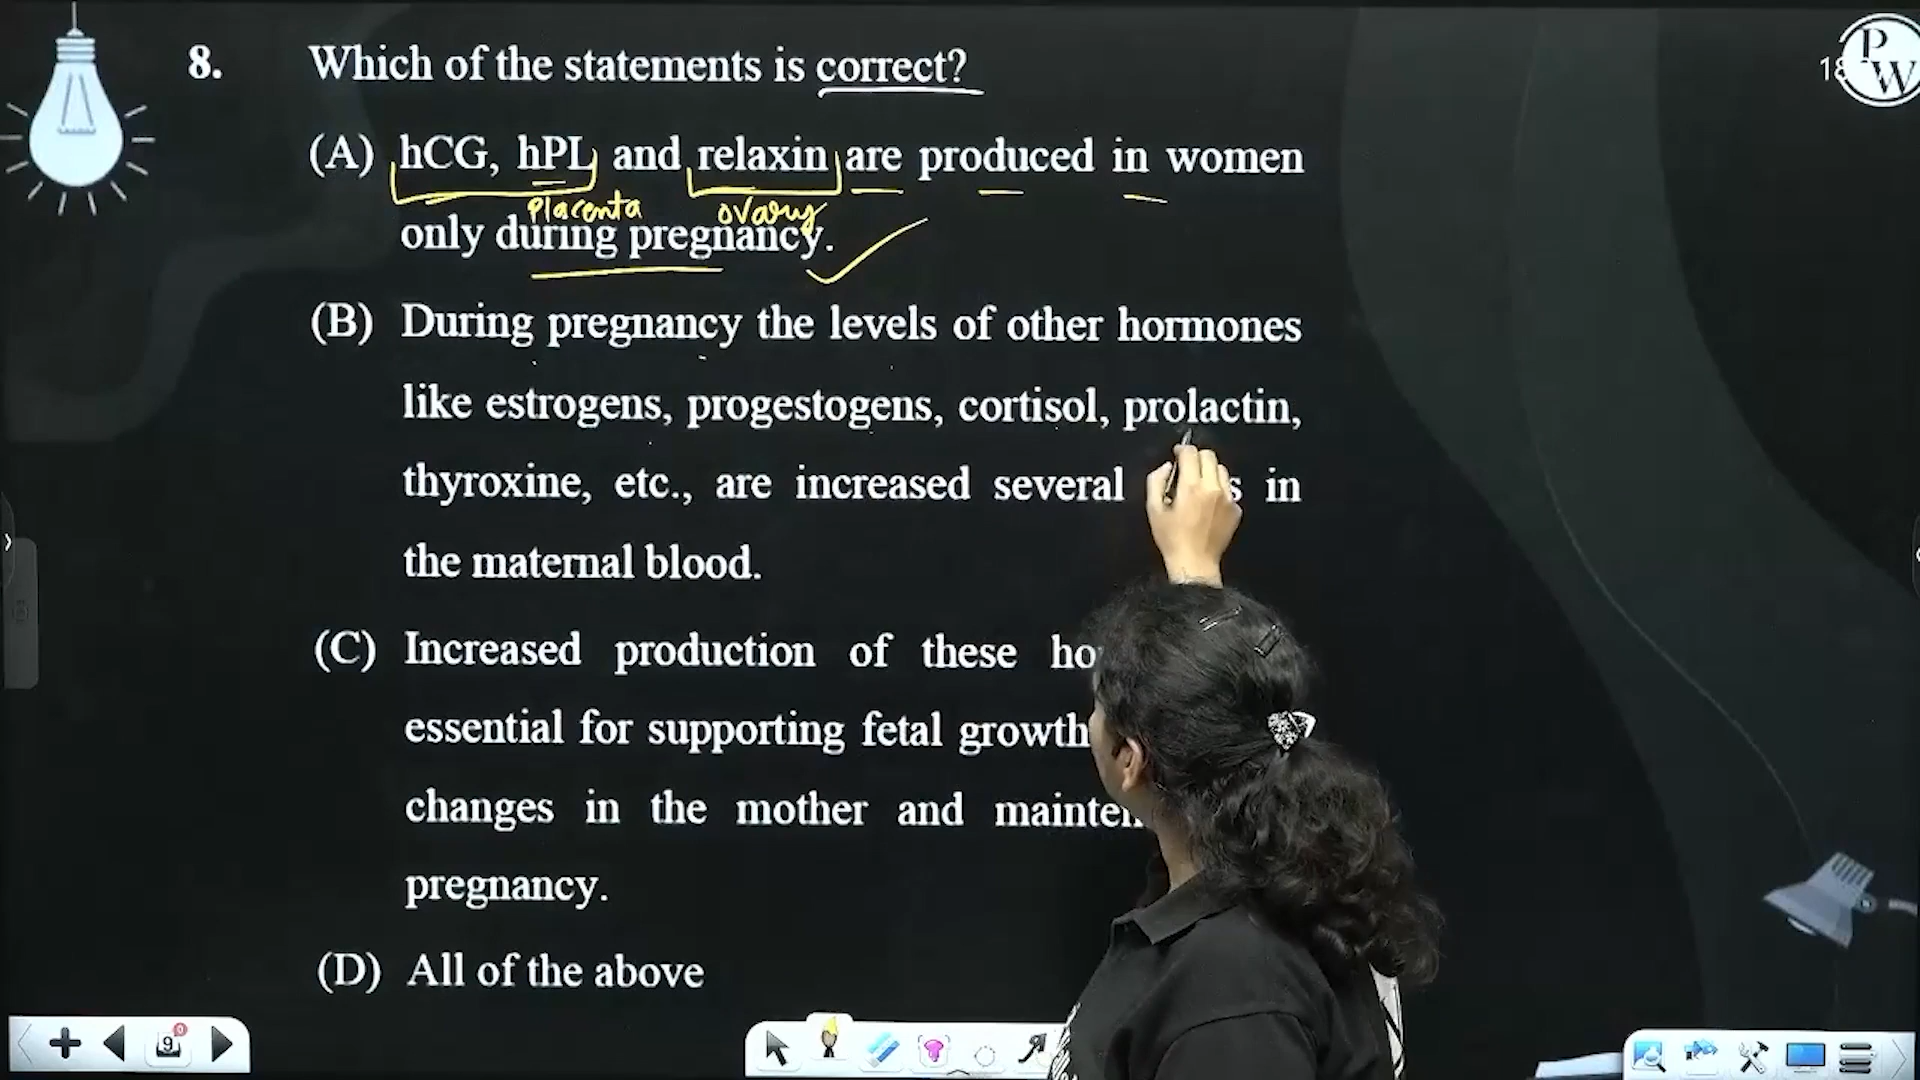 8. Which of the statements is correct?
(A) hCG, hPL and relaxin are produced in women
placenta ovary
only during pregnancy.
(B) During pregnancy the levels of other hormones
like estrogens, progestogens, cortisol, prolactin,
thyroxine, etc., are increased several in
the maternal blood.
(C) Increased production of these
essential for supporting fetal growth
changes in the mother and
pregnancy.
(D) All of the above
PW
18
9
0